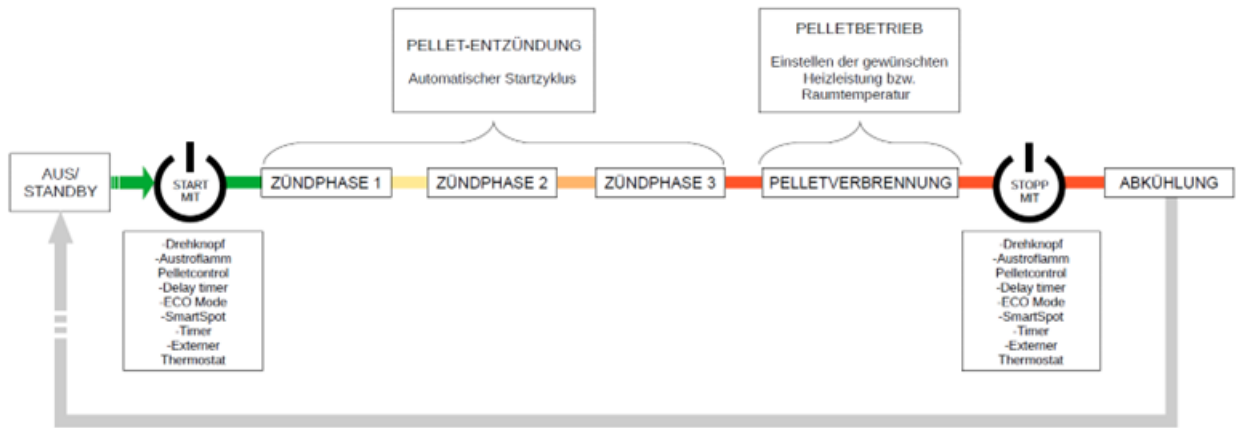 PELLET-ENTZÜNDUNG
Automatischer Startzyklus
PELLETBETRIEB
Einstellen der gewünschten
Heizleistung bzw.
Raumtemperatur
AUS/
STANDBY
START
MIT
ZÜNDPHASE 1
ZÜNDPHASE 2
ZÜNDPHASE 3
PELLETVERBRENNUNG
STOPP
MIT
ABKÜHLUNG
-Drehknopf
-Austroflamm
Pelletcontrol
-Delay timer
-ECO Mode
-SmartSpot
-Timer
-Externer
Thermostat
-Drehknopf
-Austroflamm
Pelletcontrol
-Delay timer
-ECO Mode
-SmartSpot
-Timer
-Externer
Thermostat